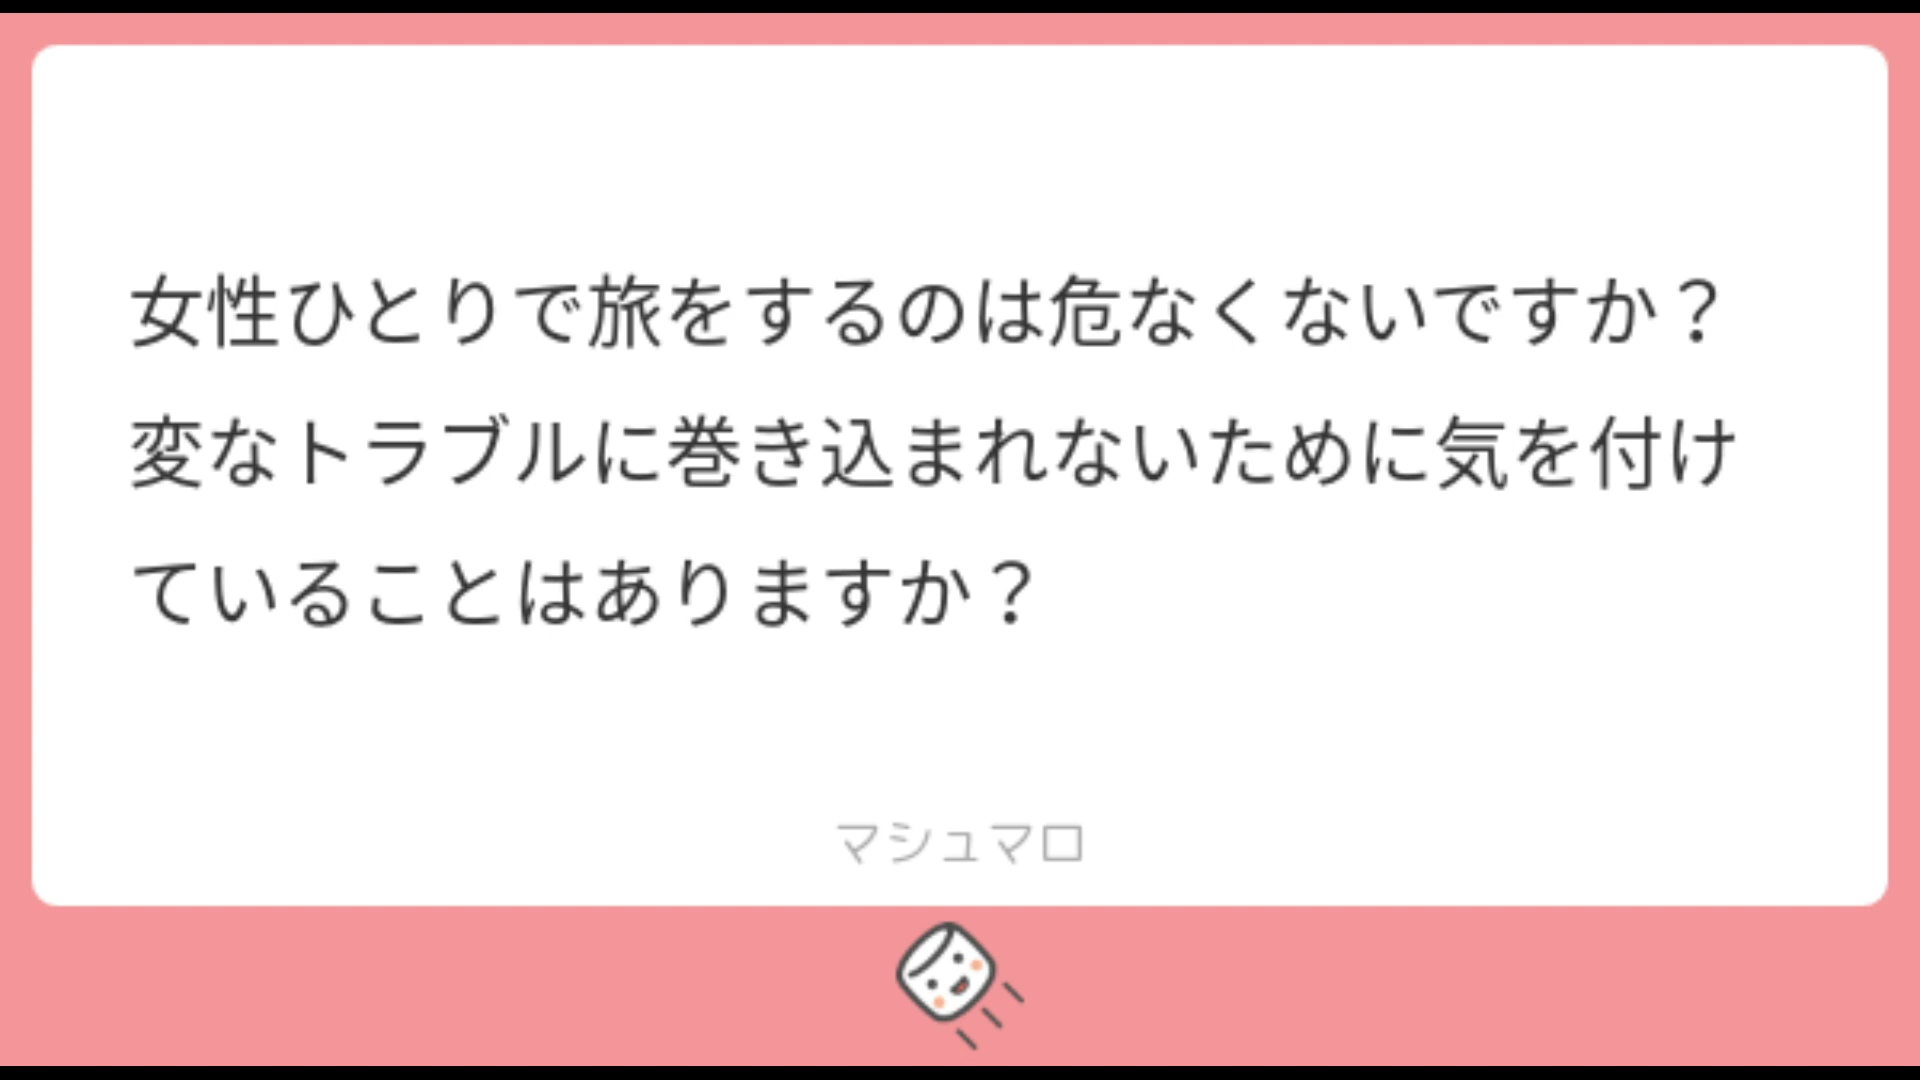 女性ひとりで旅をするのは危なくないですか？
変なトラブルに巻き込まれないために気を付け
ていることはありますか？
マシュマロ